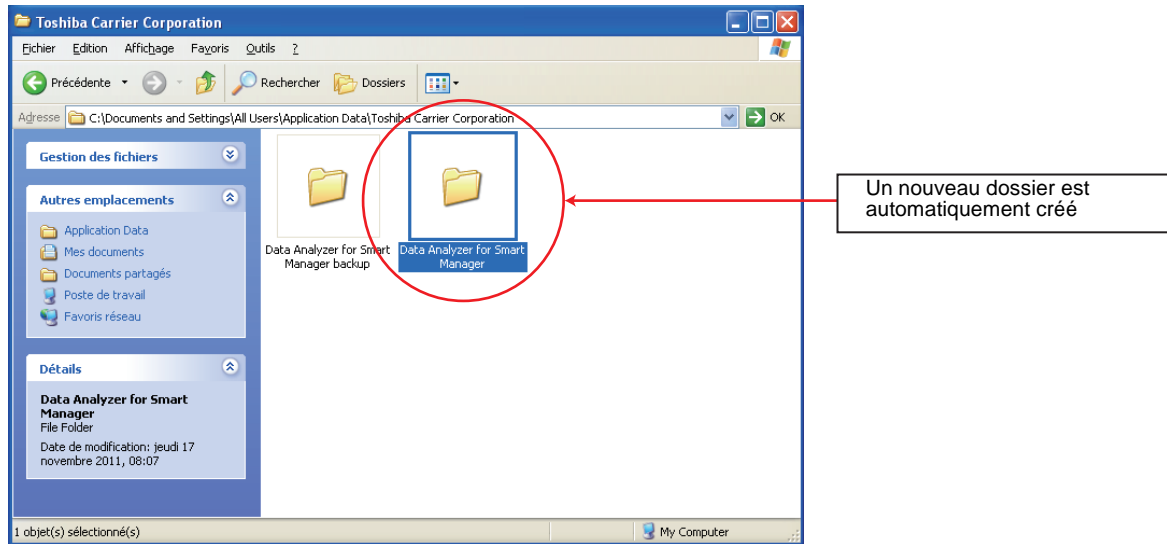 Toshiba Carrier Corporation
Fichier Edition Affichage Favoris Outils ?
Précédente Rechercher Dossiers
Adresse C:\Documents and Settings\All Users\Application Data\Toshiba Carrier Corporation OK
Gestion des fichiers
Autres emplacements
Application Data
Mes documents
Documents partagés
Poste de travail
Favoris réseau
Détails
Data Analyzer for Smart
Manager
File Folder
Date de modification: jeudi 17
novembre 2011, 08:07
Data Analyzer for Smart
Manager backup
Data Analyzer for Smart
Manager
Un nouveau dossier est
automatiquement créé
1 objet(s) sélectionné(s) My Computer